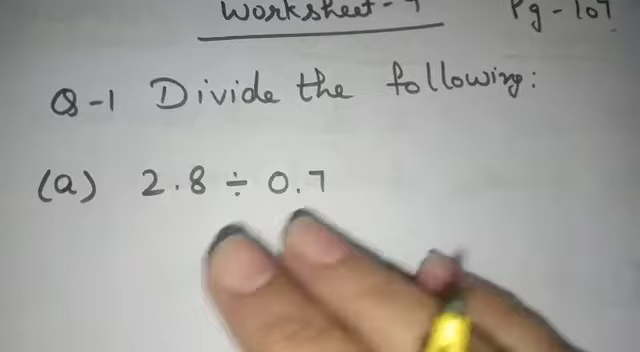 Worksheet - Pg - 107
Q-1 Divide the following:
(a) 2.8 ÷ 0.7